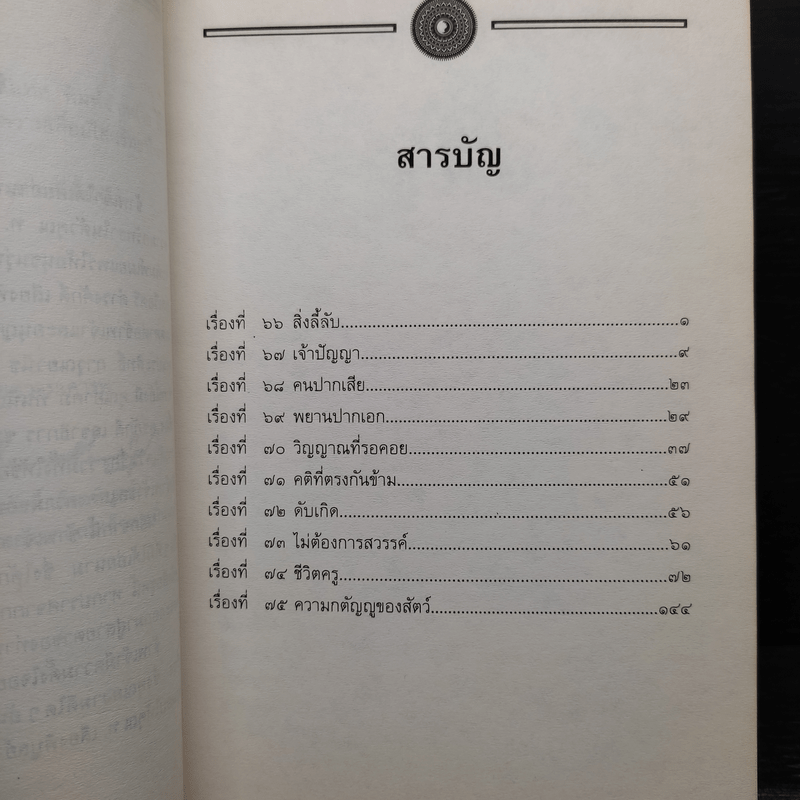 สารบัญ
เรื่องที่ ๖๖ สิ่งลี้ลับ....................๑
เรื่องที่ ๖๗ เจ้าปัญญา....................๙
เรื่องที่ ๖๘ คนปากเสีย....................๒๓
เรื่องที่ ๖๙ พยานปากเอก....................๒๙
เรื่องที่ ๗๐ วิญญาณที่รอคอย....................๓๗
เรื่องที่ ๗๑ คติที่ตรงกันข้าม....................๕๑
เรื่องที่ ๗๒ ดับเกิด....................๕๖
เรื่องที่ ๗๓ ไม่ต้องการสวรรค์....................๖๑
เรื่องที่ ๗๔ ชีวิตครู....................๗๒
เรื่องที่ ๗๕ ความกตัญญูของสัตว์....................๑๔๔